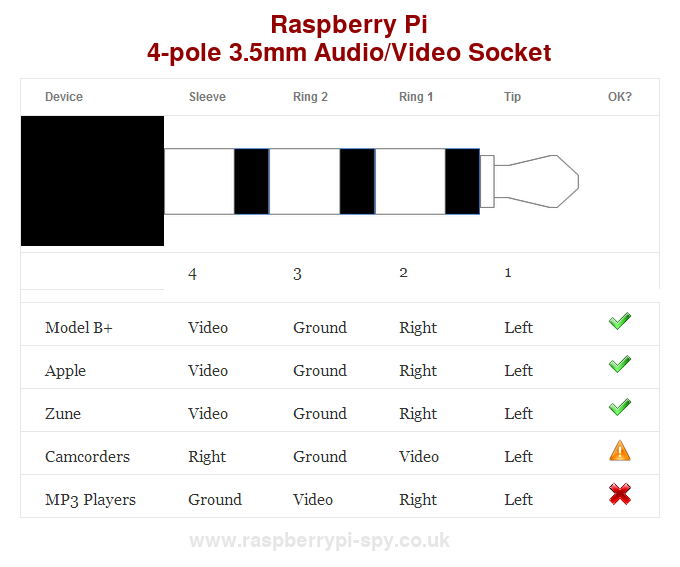 Raspberry Pi
4-pole 3.5mm Audio/Video Socket
Device Sleeve Ring 2 Ring 1 Tip OK?
4 3 2 1
Model B+ Video Ground Right Left
Apple Video Ground Right Left
Zune Video Ground Right Left
Camcorders Right Ground Video Left
MP3 Players Ground Video Right Left
www.raspberrypi-spy.co.uk